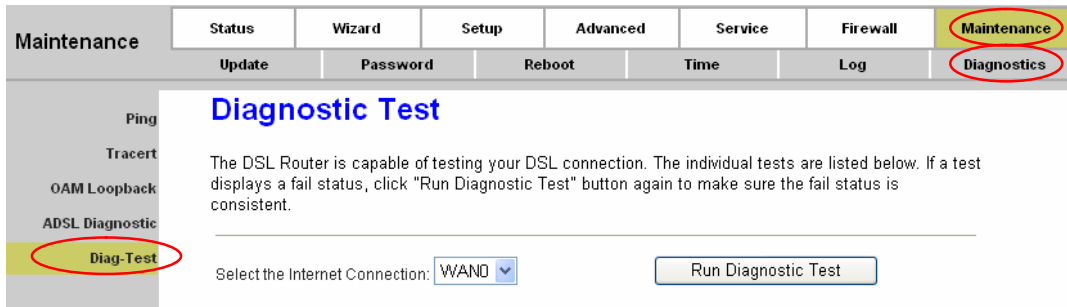 Maintenance
Status Wizard Setup Advanced Service Firewall Maintenance
Update Password Reboot Time Log Diagnostics
Ping
Tracert
OAM Loopback
ADSL Diagnostic
Diag-Test
Diagnostic Test
The DSL Router is capable of testing your DSL connection. The individual tests are listed below. If a test
displays a fail status, click "Run Diagnostic Test" button again to make sure the fail status is
consistent.
Select the Internet Connection: WAN0 Run Diagnostic Test